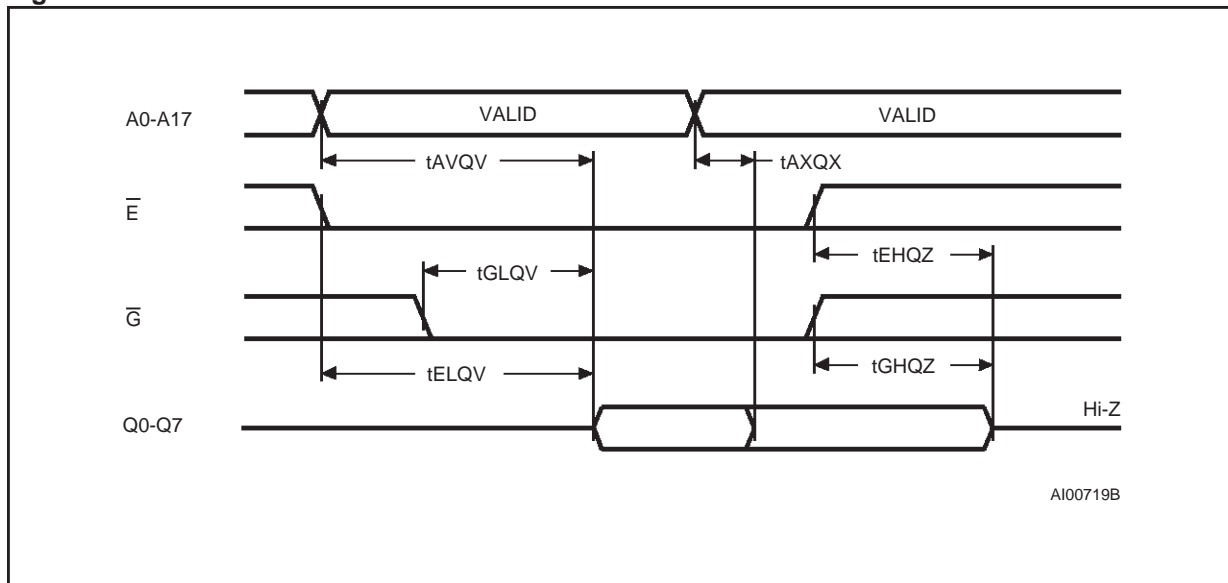 A0-A17
VALID
VALID
tAVQV
tAXQX
E
tEHQZ
tGLQV
G
tGHQZ
tELQV
Hi-Z
Q0-Q7
AI00719B